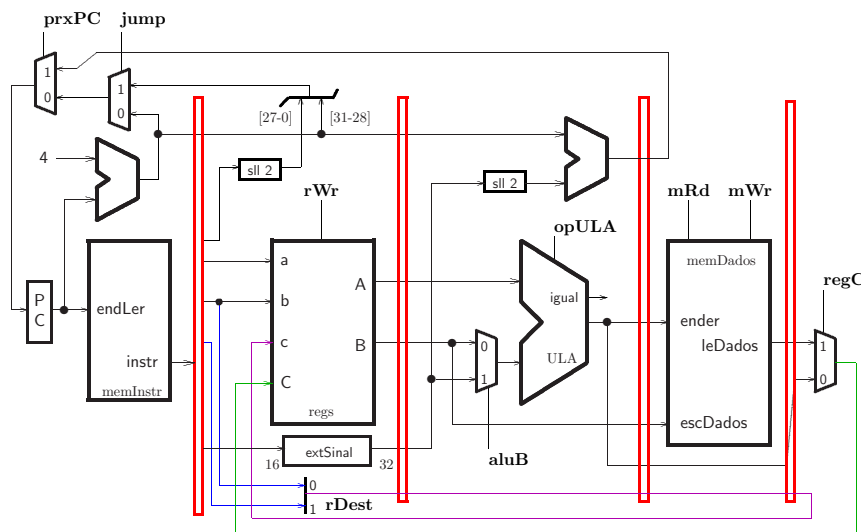 prxPC
jump
1
0
1
0
[27-0]
[31-28]
4
sll 2
sll 2
rWr
mRd
mWr
opULA
regC
P
C
endLer
instr
memInstr
a
b
c
C
A
B
regs
igual
ULA
0
1
aluB
memDados
ender
leDados
escDados
1
0
extSinal
16
32
0
1
rDest